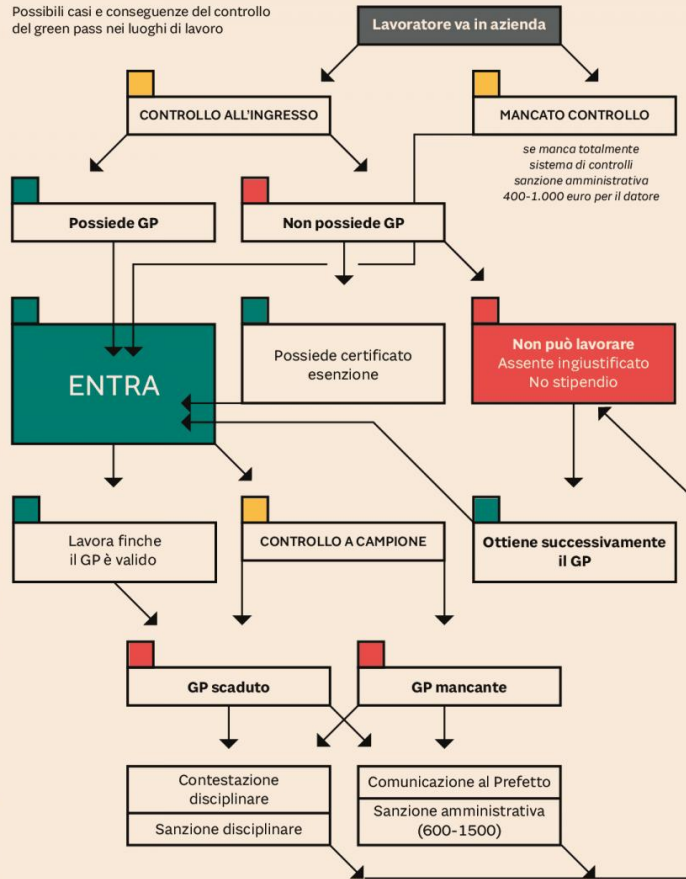 Possibili casi e conseguenze del controllo
del green pass nei luoghi di lavoro
Lavoratore va in azienda
CONTROLLO ALL'INGRESSO
MANCATO CONTROLLO
se manca totalmente
sistema di controlli
sanzione amministrativa
400-1.000 euro per il datore
Possiede GP
Non possiede GP
ENTRA
Possiede certificato
esenzione
Non può lavorare
Assente ingiustificato
No stipendio
Lavora finche
il GP è valido
CONTROLLO A CAMPIONE
Ottiene successivamente
il GP
GP scaduto
GP mancante
Contestazione
disciplinare
Sanzione disciplinare
Comunicazione al Prefetto
Sanzione amministrativa
(600-1500)